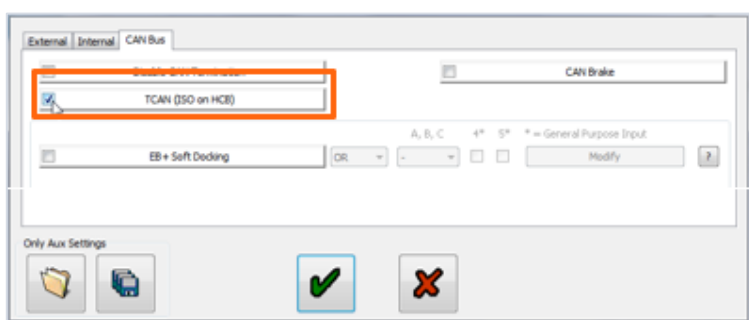 External Internal CAN Bus
CAN Brake
TCAN (ISO on HCB)
A, B, C 4* 5* * = General Purpose Input
EB+ Soft Docking OR - Modify ?
Only Aux Settings